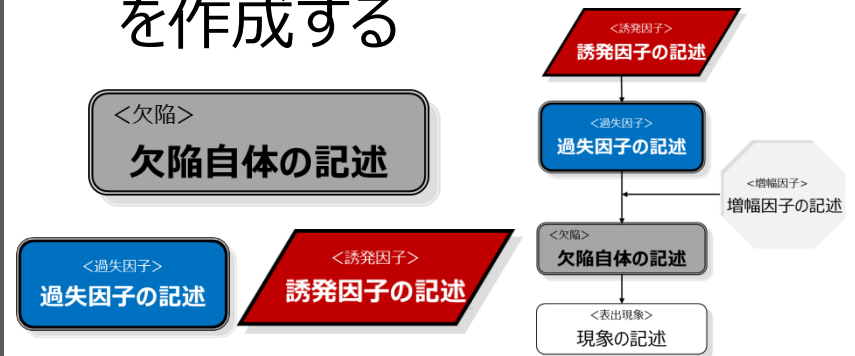 を作成する
<欠陥>
欠陥自体の記述
<過失因子>
過失因子の記述
<誘発因子>
誘発因子の記述
<誘発因子>
誘発因子の記述
<過失因子>
過失因子の記述
<増幅因子>
増幅因子の記述
<欠陥>
欠陥自体の記述
<表出現象>
現象の記述